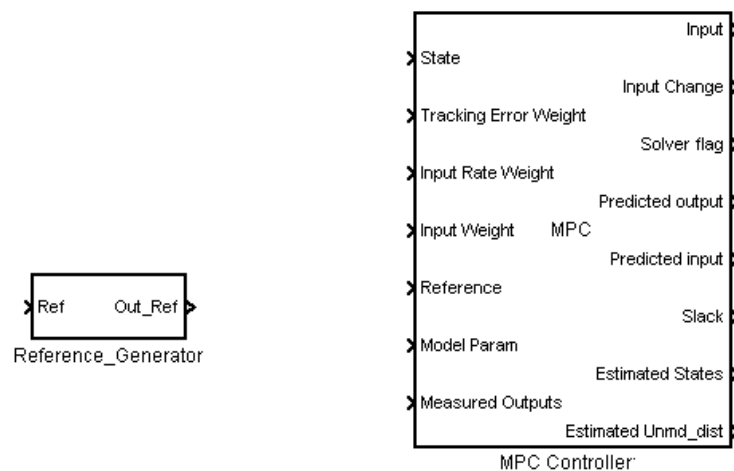 Input
State
Input Change
Tracking Error Weight
Solver flag
Input Rate Weight
Predicted output
Input Weight MPC
Predicted input
Ref Out_Ref
Reference_Generator
Reference
Slack
Model Param
Estimated States
Measured Outputs
Estimated Unmd_dist
MPC Controller